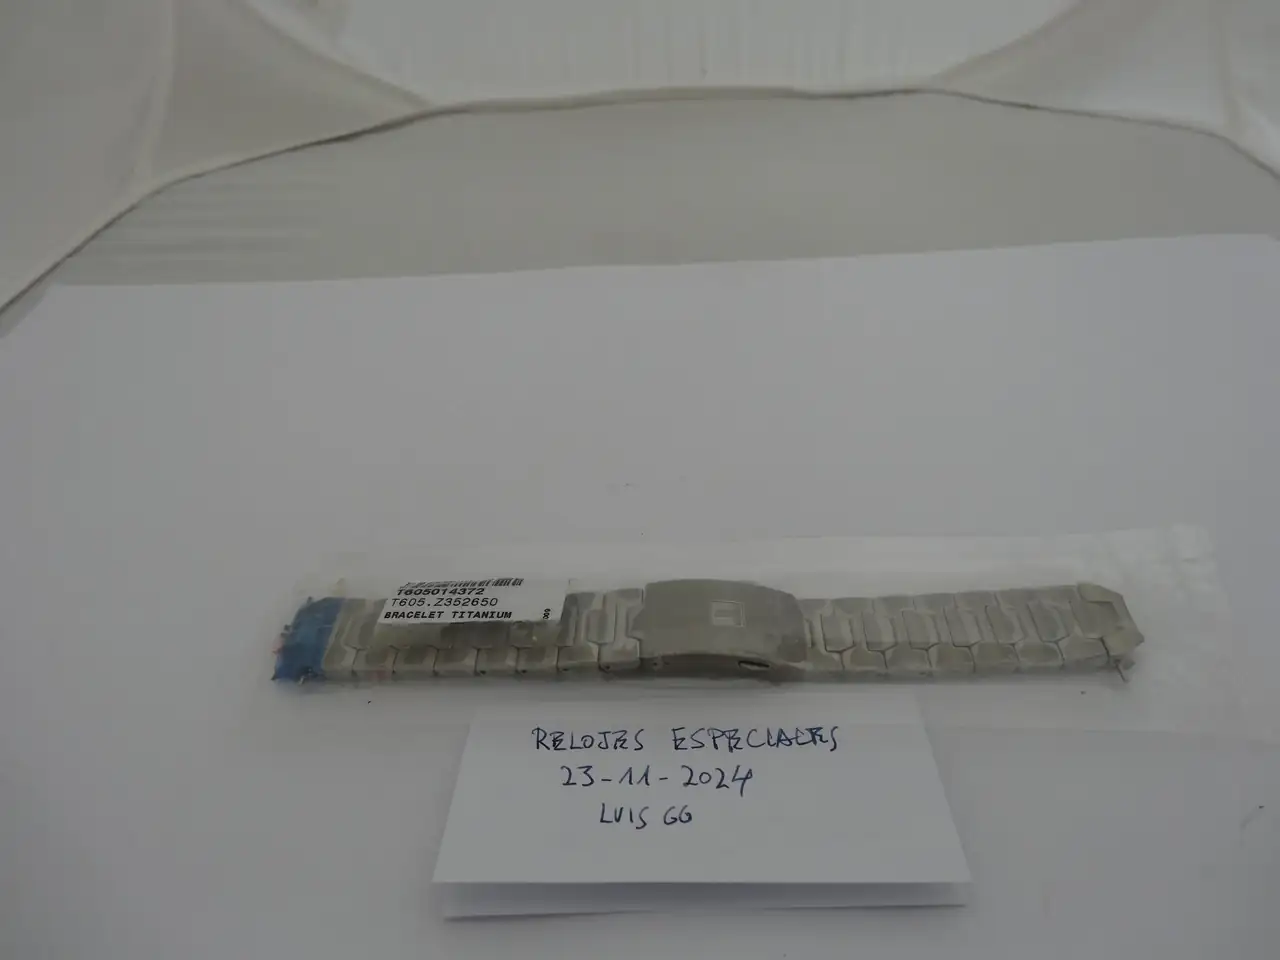 T605014372
T605.Z352650
BRACELET TITANIUM
RELOJES ESPECIALES
23-11-2024
LUIS GG